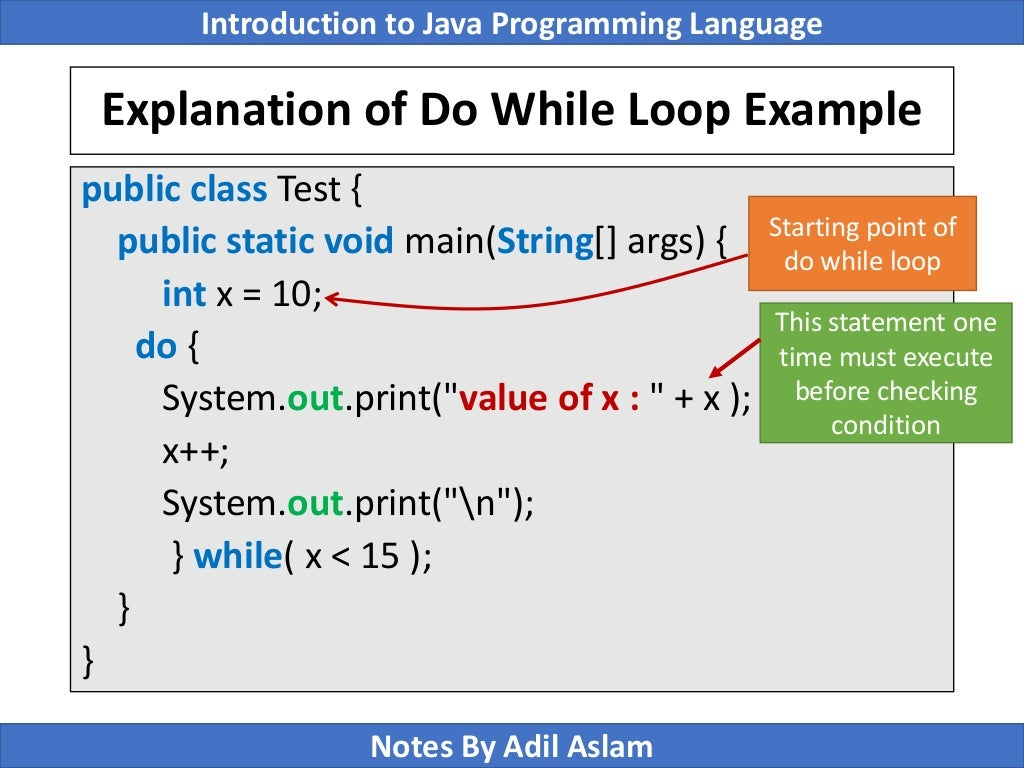 Introduction to Java Programming Language
Explanation of Do While Loop Example
public class Test {
public static void main(String[] args) {
int x = 10;
do {
System.out.print("value of x : " + x );
x++;
System.out.print("\n");
} while( x < 15 );
}
}
Starting point of
do while loop
This statement one
time must execute
before checking
condition
Notes By Adil Aslam